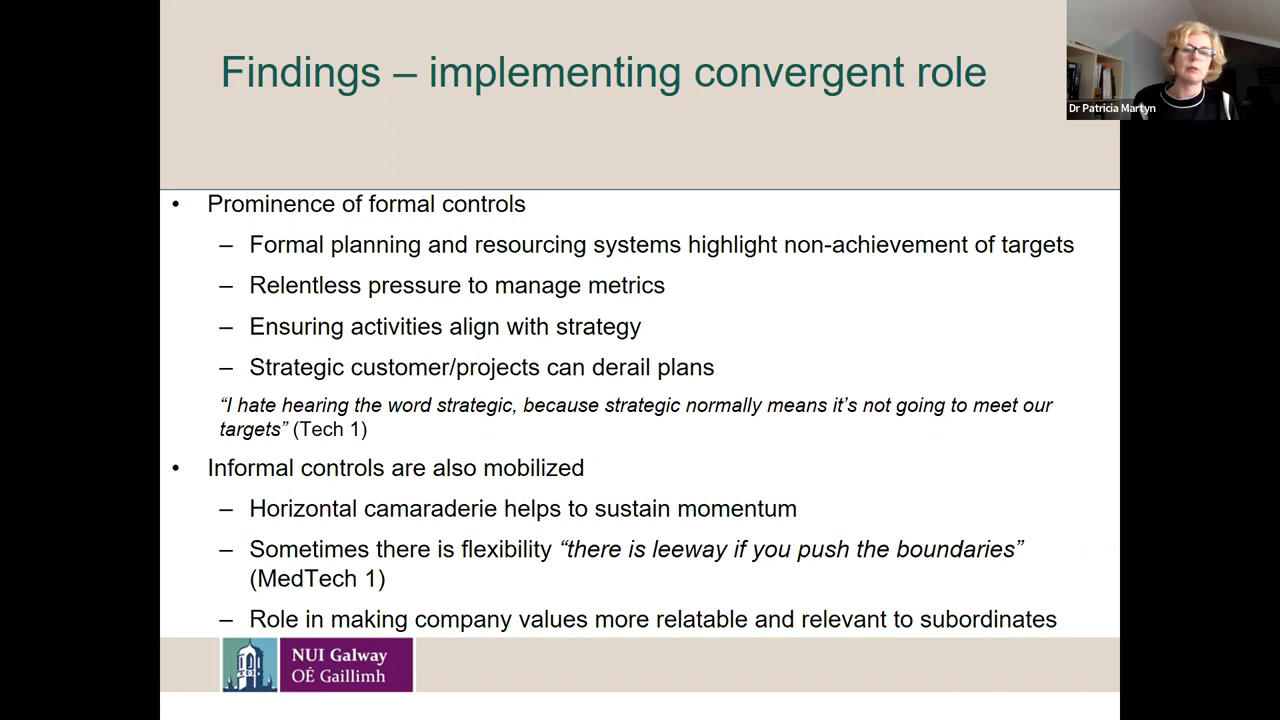 Findings – implementing convergent role
Dr Patricia Martyn
• Prominence of formal controls
– Formal planning and resourcing systems highlight non-achievement of targets
– Relentless pressure to manage metrics
– Ensuring activities align with strategy
– Strategic customer/projects can derail plans
“I hate hearing the word strategic, because strategic normally means it’s not going to meet our
targets” (Tech 1)
• Informal controls are also mobilized
– Horizontal camaraderie helps to sustain momentum
– Sometimes there is flexibility “there is leeway if you push the boundaries”
(MedTech 1)
– Role in making company values more relatable and relevant to subordinates
NUI Galway
OÉ Gaillimh